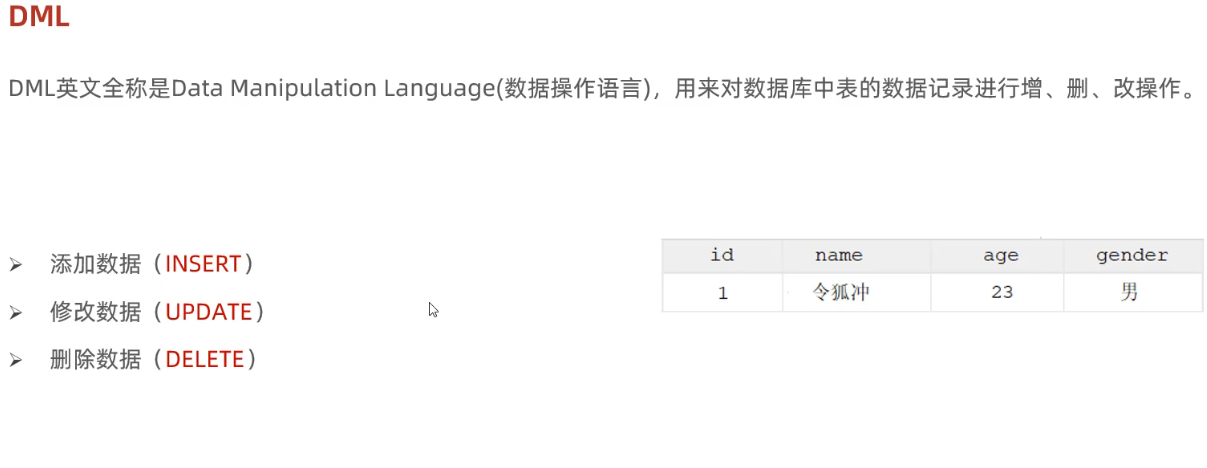 DML
DML英文全称是Data Manipulation Language(数据操作语言)，用来对数据库中表的数据记录进行增、删、改操作。
添加数据（INSERT）
修改数据（UPDATE）
删除数据（DELETE）
id name age gender
1 令狐冲 23 男